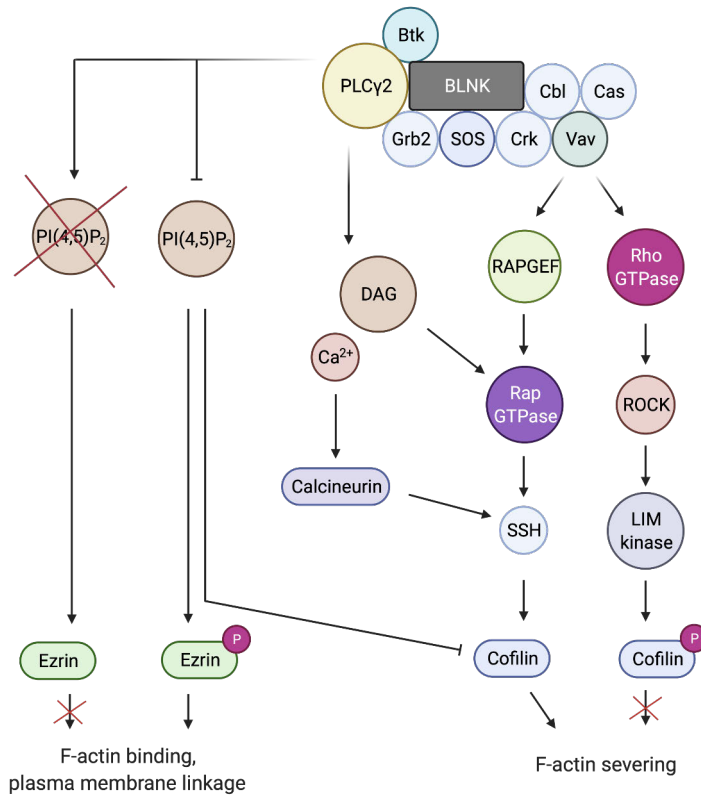 Btk
PLCγ2
BLNK
Cbl
Cas
Grb2
SOS
Crk
Vav
PI(4,5)P₂
PI(4,5)P₂
RAPGEF
Rho
GTPase
DAG
Ca²⁺
Rap
GTPase
ROCK
Calcineurin
SSH
LIM
kinase
Ezrin
Ezrin
P
Cofilin
Cofilin
P
F-actin binding,
plasma membrane linkage
F-actin severing